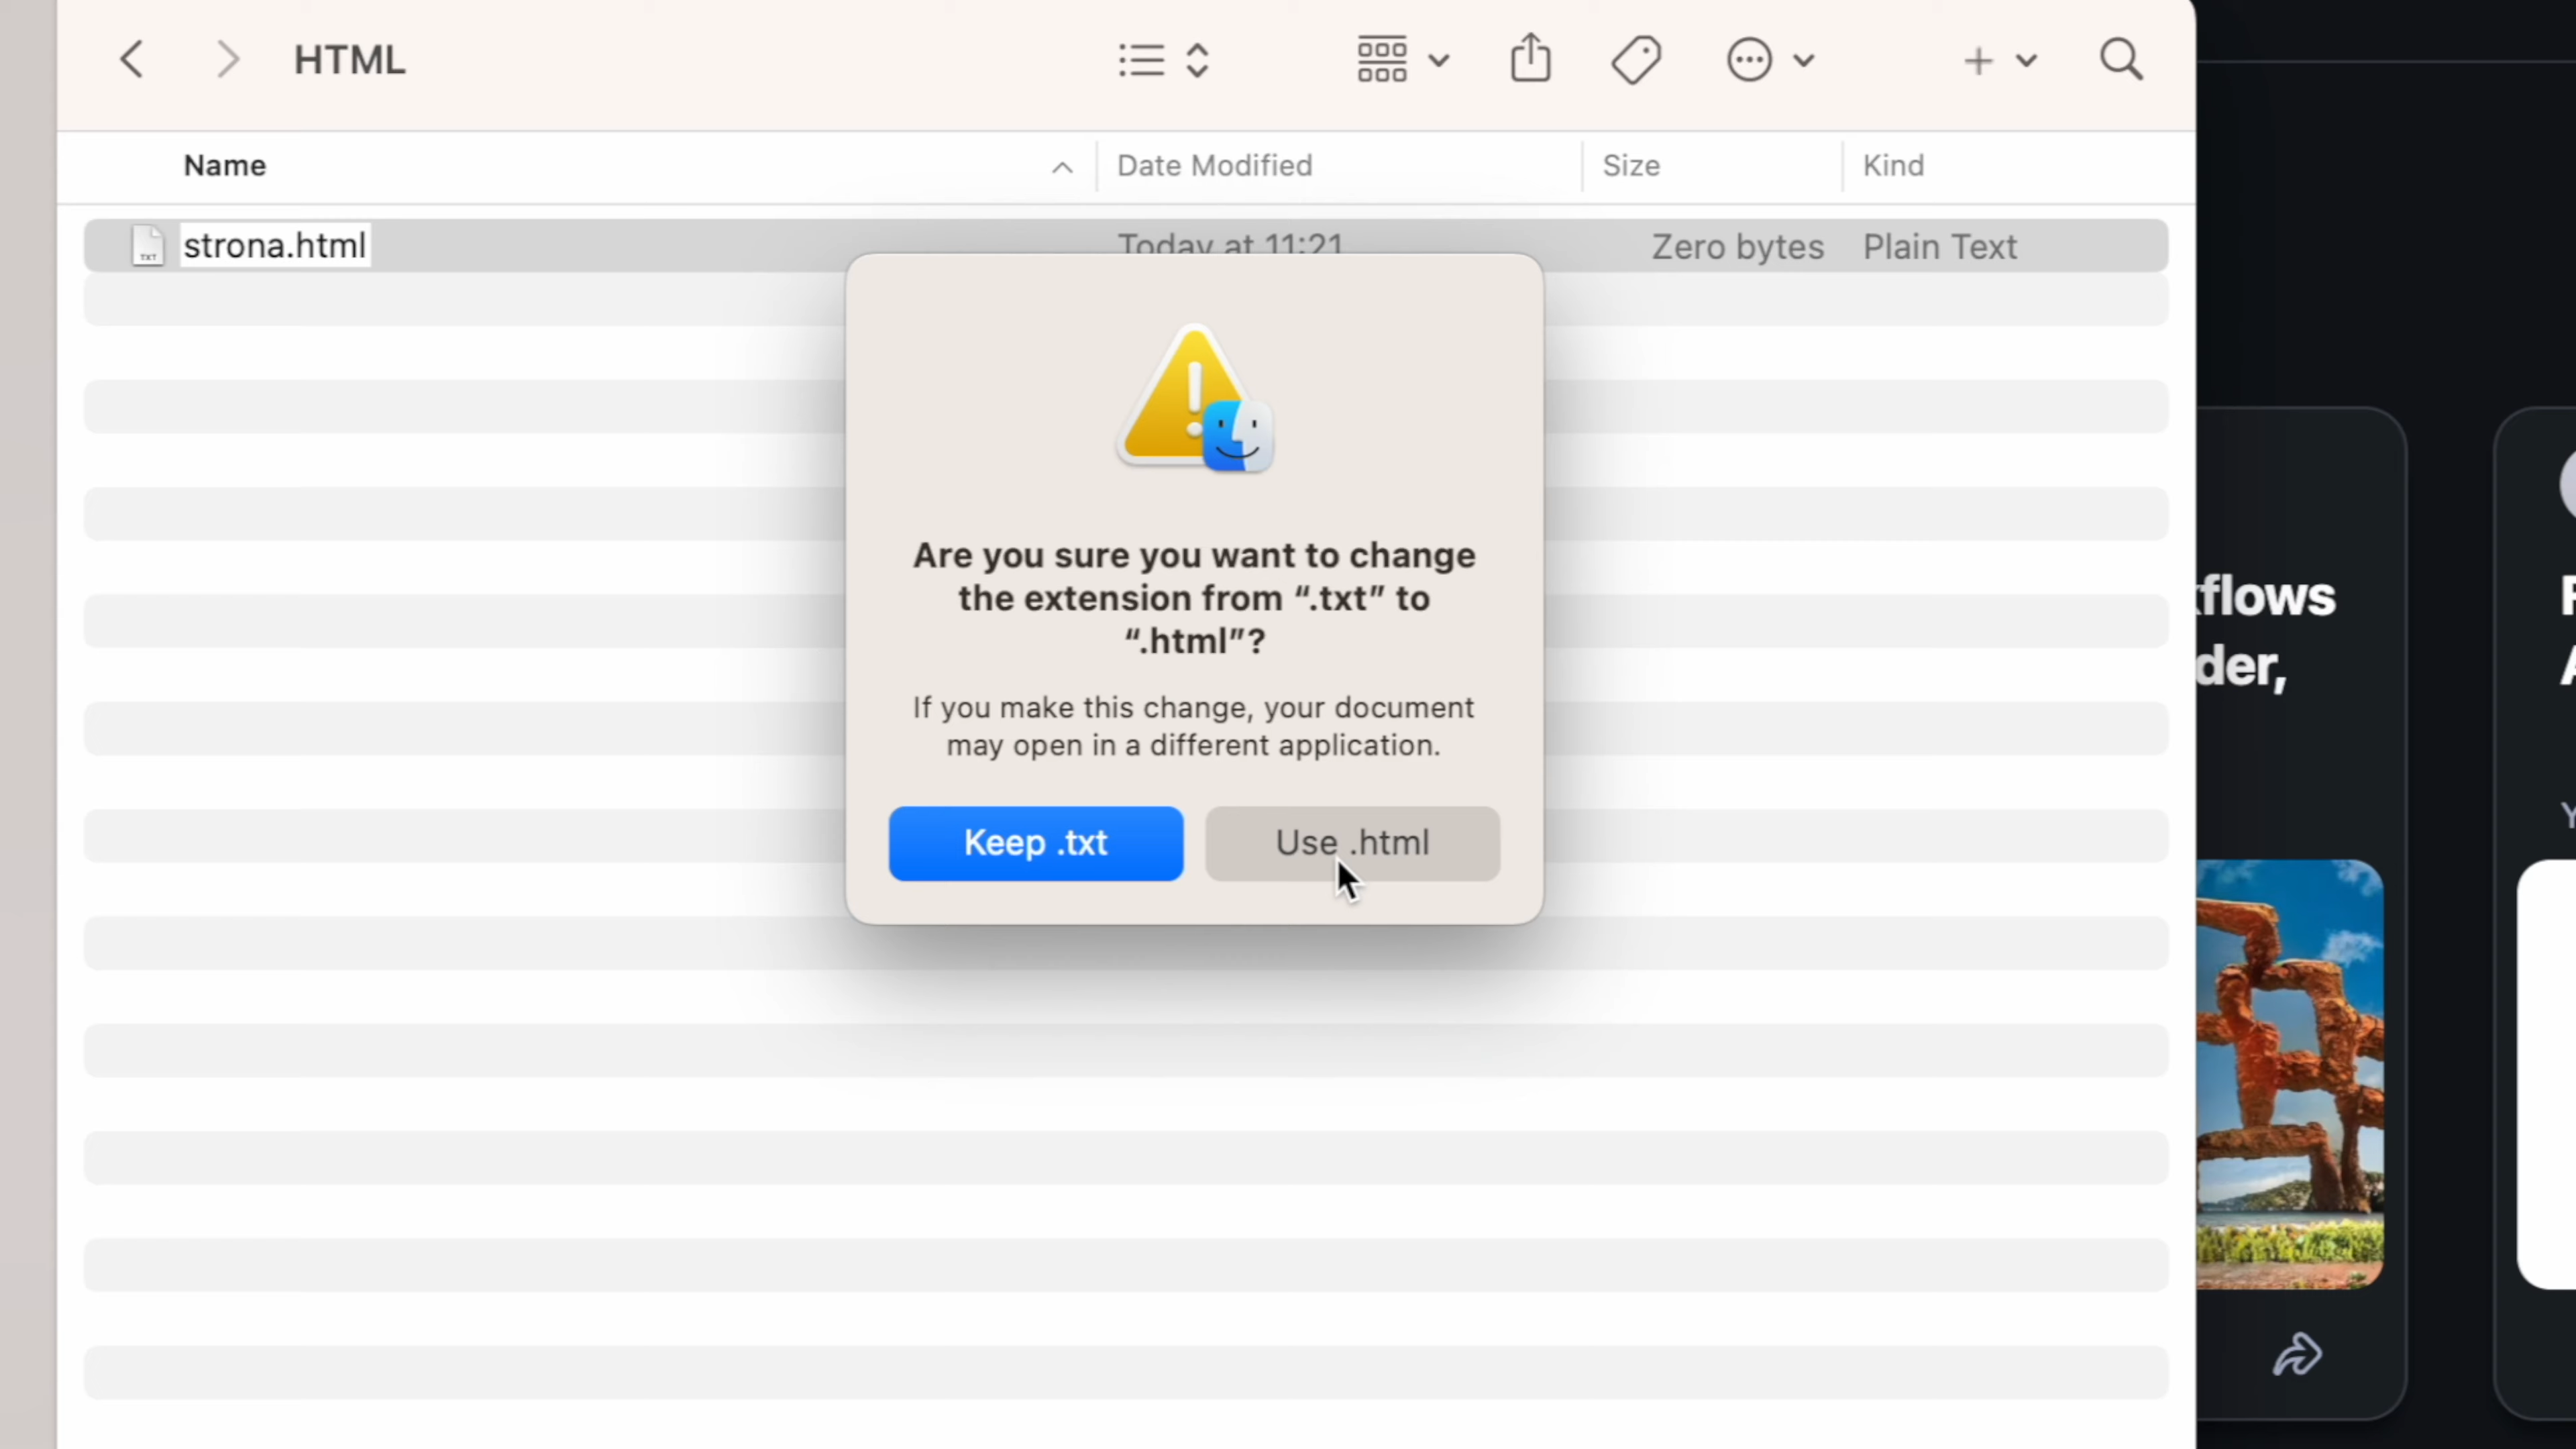 HTML
Name
Date Modified
Size
Kind
TXT
strona.html
Today at 11:21
Zero bytes
Plain Text
Are you sure you want to change
the extension from “.txt” to
“.html”?
If you make this change, your document
may open in a different application.
Keep .txt
Use .html
flows
der,